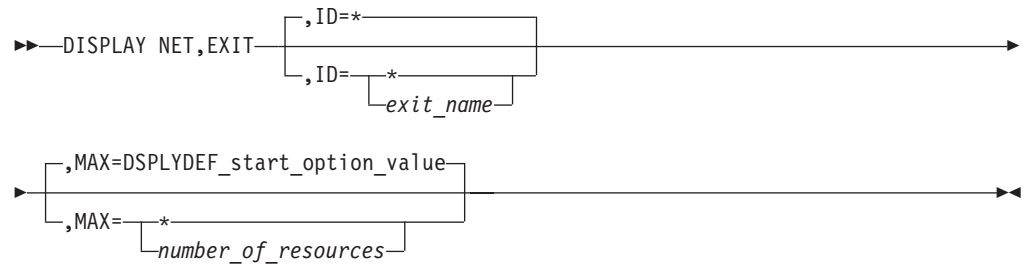 ,ID=*
DISPLAY NET,EXIT
,ID= *
exit_name
,MAX=DSPLYDEF_start_option_value
,MAX= *
number_of_resources